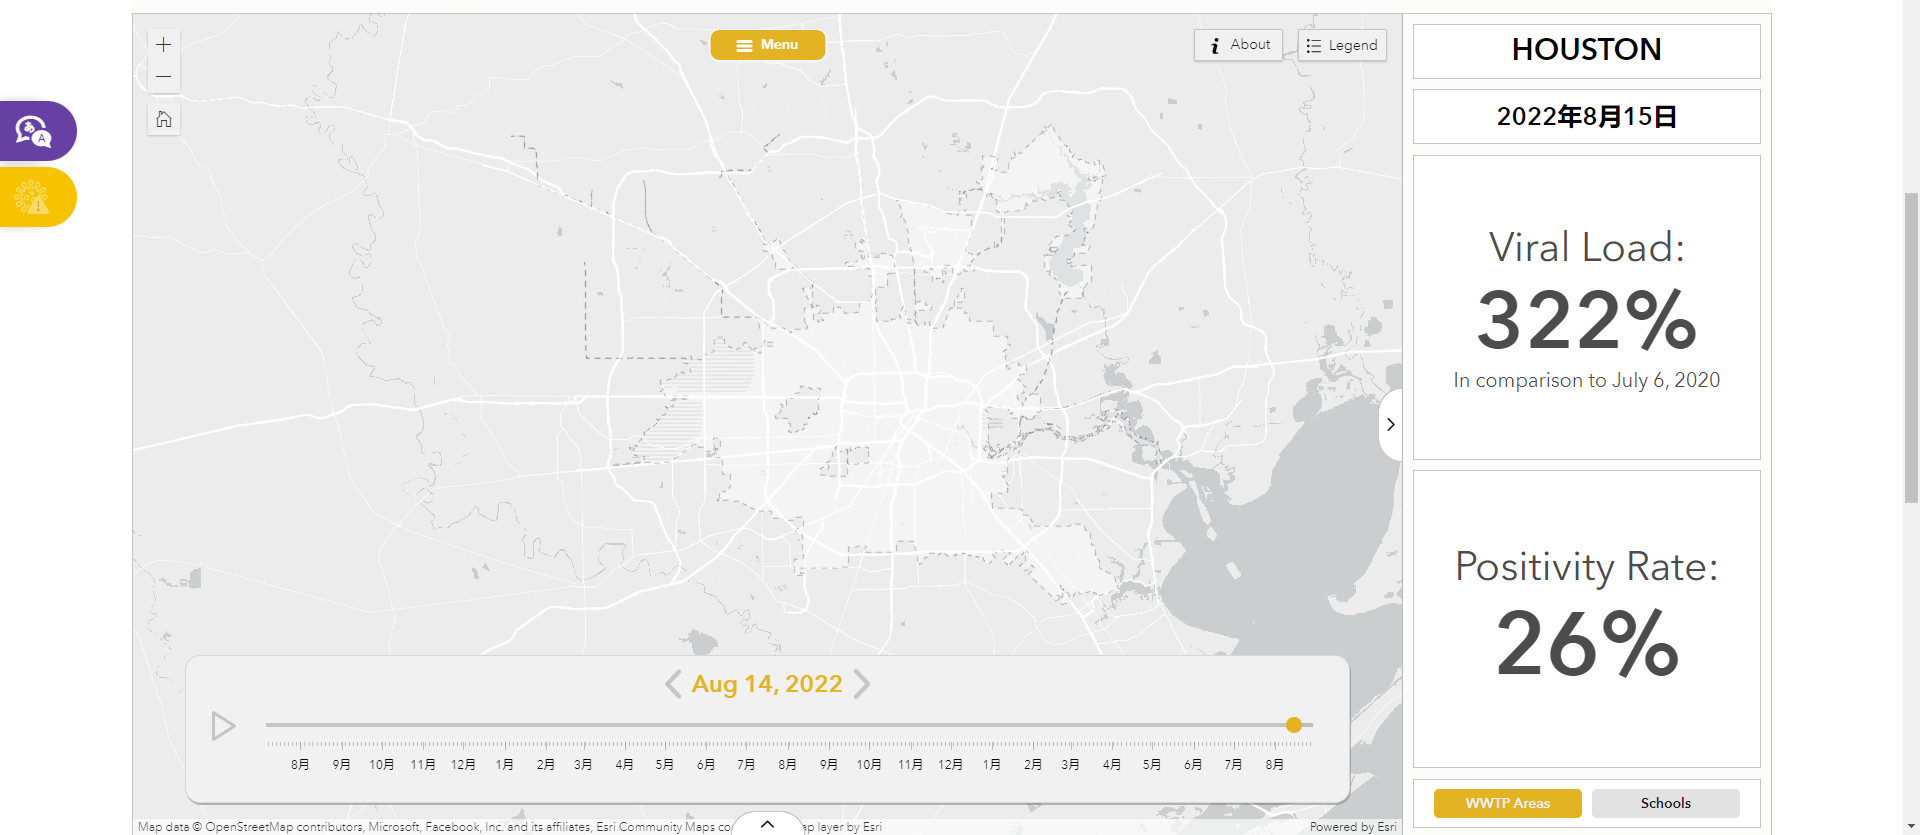 Menu
About
Legend
HOUSTON
2022年8月15日
Viral Load:
322%
In comparison to July 6, 2020
Positivity Rate:
26%
WWTP Areas
Schools
あ
A
Aug 14, 2022
8月 9月 10月 11月 12月 1月 2月 3月 4月 5月 6月 7月 8月 9月 10月 11月 12月 1月 2月 3月 4月 5月 6月 7月 8月
Map data © OpenStreetMap contributors, Microsoft, Facebook, Inc. and its affiliates, Esri Community Maps co
p layer by Esri
Powered by Esri